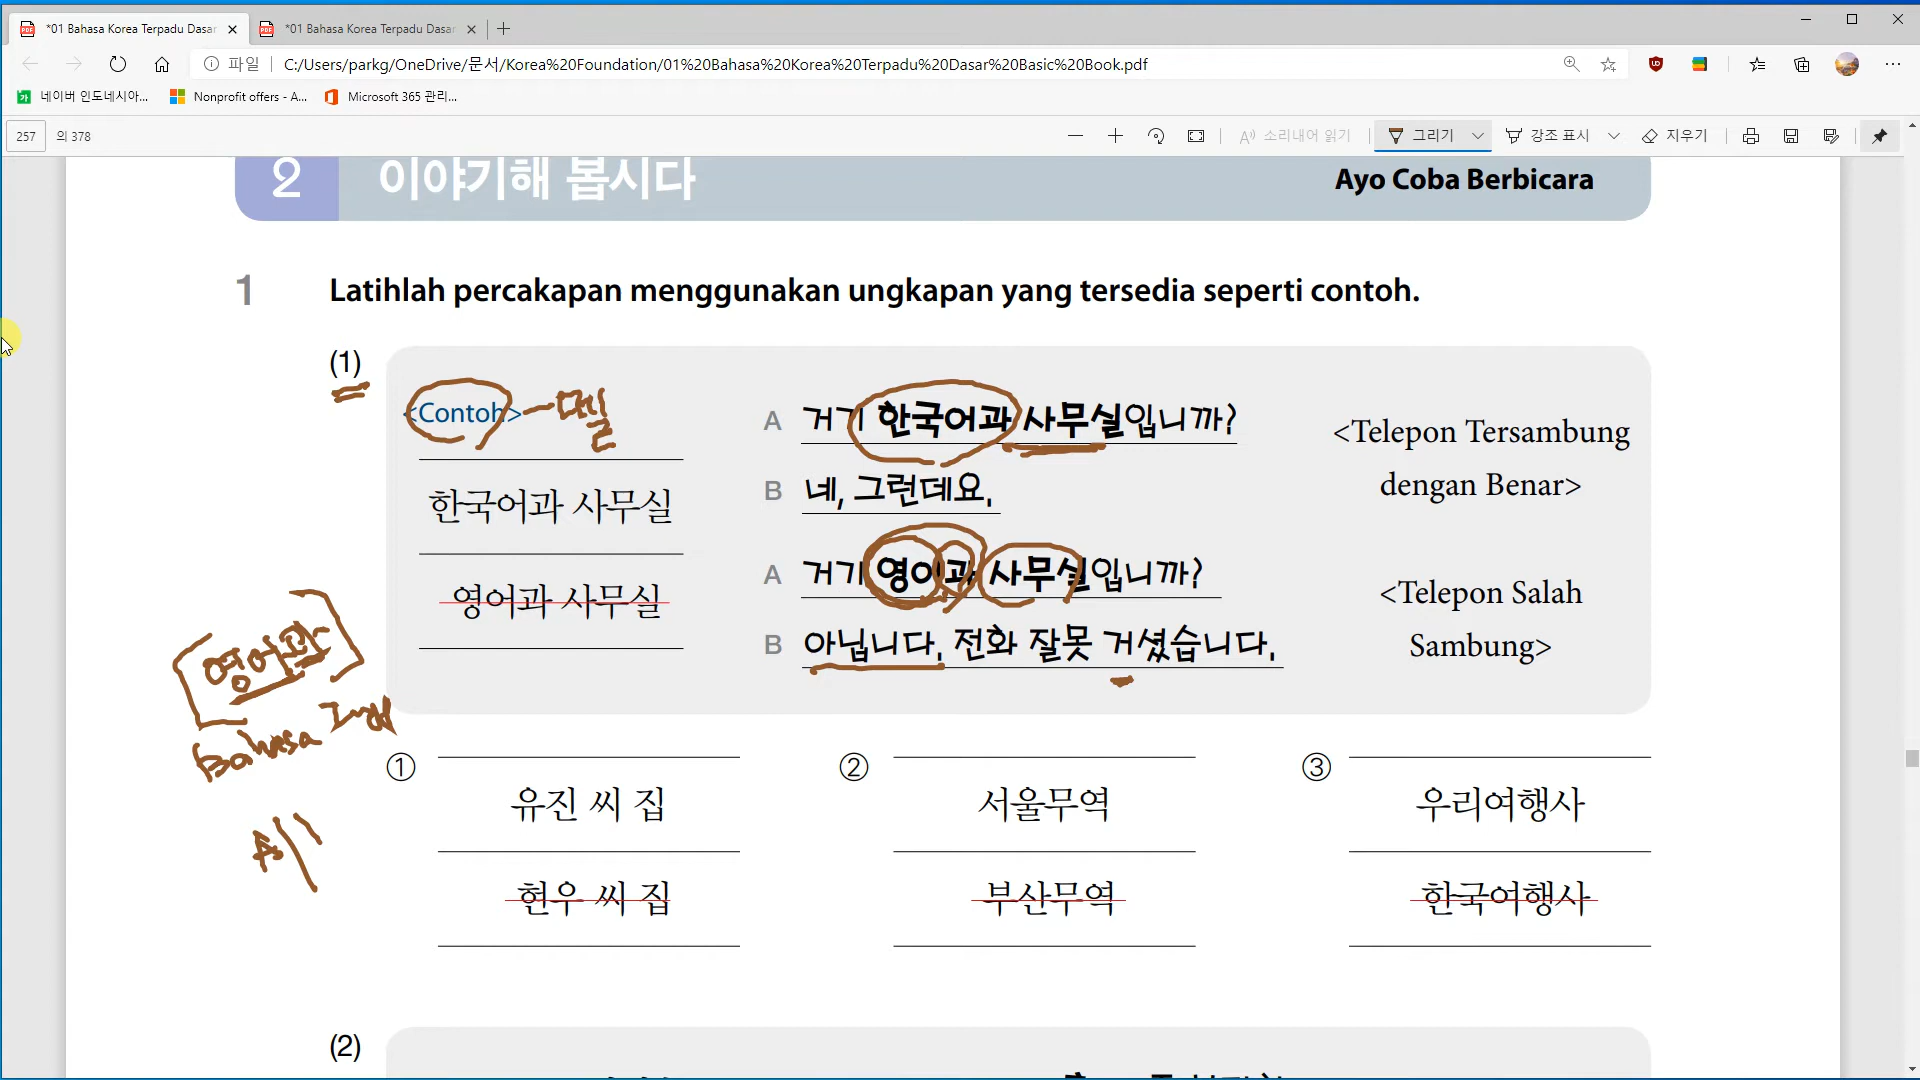 *01 Bahasa Korea Terpadu Dasar
*01 Bahasa Korea Terpadu Dasar
파일
C:/Users/parkg/OneDrive/문서/Korea%20Foundation/01%20Bahasa%20Korea%20Terpadu%20Dasar%20Basic%20Book.pdf
네이버 인도네시아...
Nonprofit offers - A...
Microsoft 365 관리...
257 의 378
소리내어 읽기
그리기
강조 표시
지우기
2 이야기해 봅시다
Ayo Coba Berbicara
1 Latihlah percakapan menggunakan ungkapan yang tersedia seperti contoh.
(1)
<Contoh>
한국어과 사무실
영어과 사무실
A 거기 한국어과 사무실입니까?
B 네, 그런데요.
<Telepon Tersambung
dengan Benar>
A 거기 영어과 사무실입니까?
B 아닙니다. 전화 잘못 거셨습니다.
<Telepon Salah
Sambung>
영어과
Bahasa
① 유진 씨 집
현우 씨 집
② 서울무역
부산무역
③ 우리여행사
한국여행사
(2)